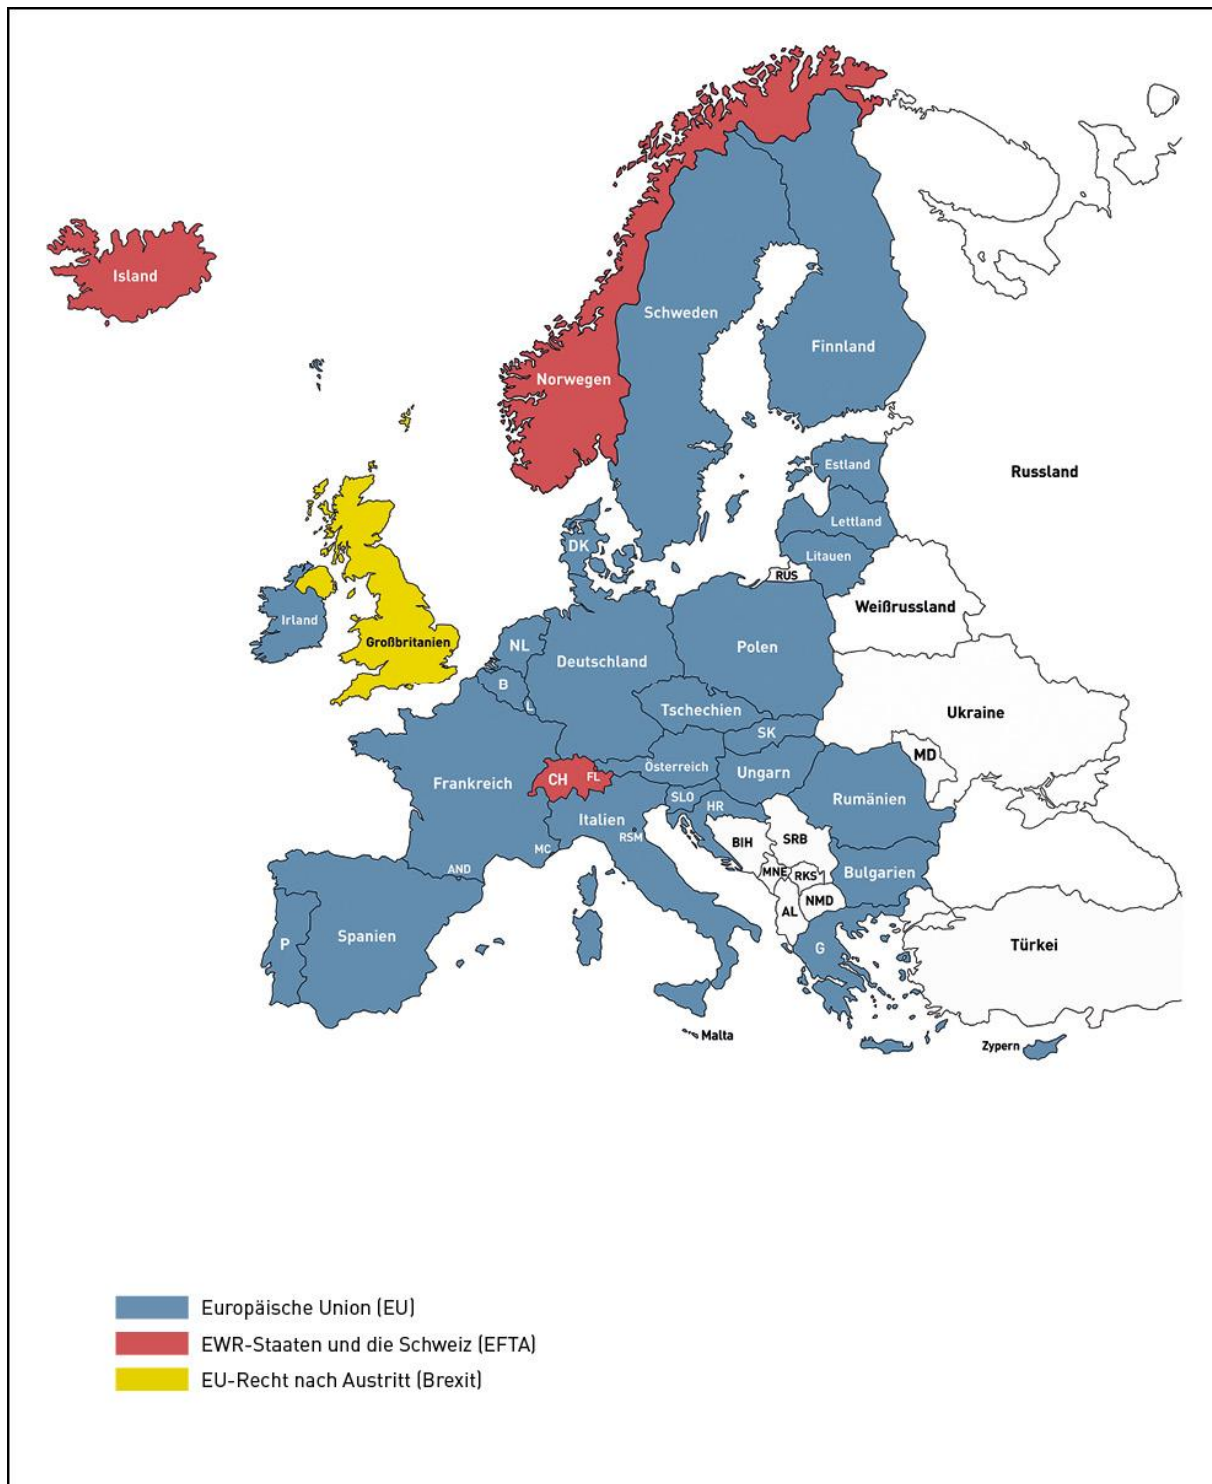 Island
Schweden
Finnland
Norwegen
Estland
Russland
Lettland
DK
Litauen
RUS
Weißrussland
Irland
Großbritanien
NL
Deutschland
Polen
B
L
Tschechien
Ukraine
SK
MD
Österreich
Ungarn
Frankreich
CH
FL
SLO
HR
Rumänien
Italien
RSM
MC
BIH
SRB
AND
MNE
RKS
Bulgarien
NMD
AL
P
Spanien
G
Türkei
Malta
Zypern
Europäische Union (EU)
EWR-Staaten und die Schweiz (EFTA)
EU-Recht nach Austritt (Brexit)